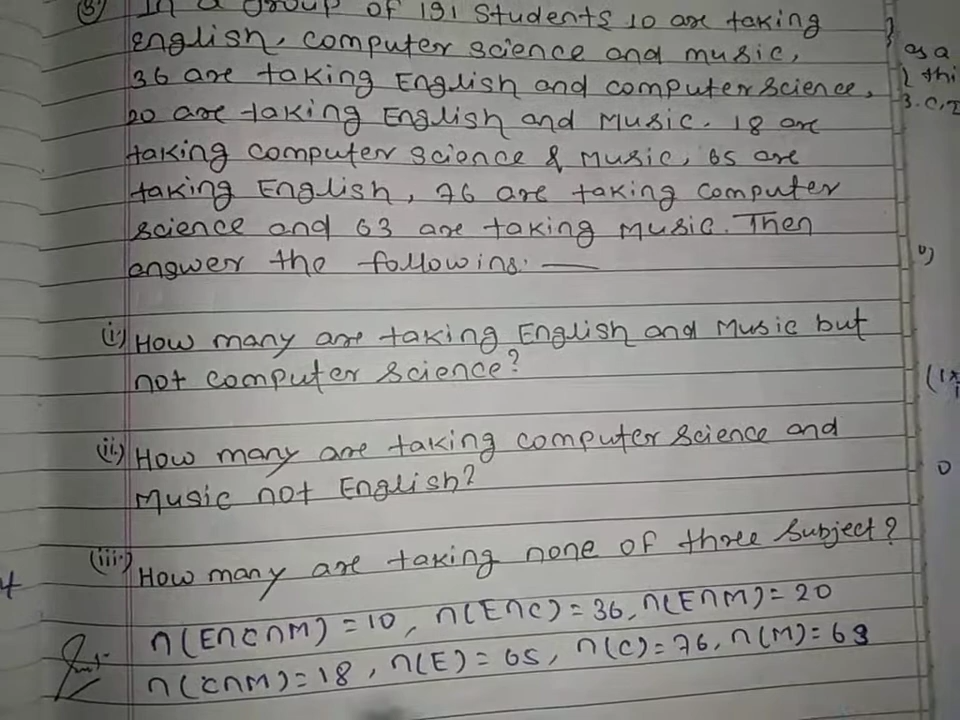 (3) In a group of 191 students 10 are taking
English, computer science and music,
36 are taking English and computer science,
20 are taking English and Music. 18 are
taking computer science & Music, 65 are
taking English, 76 are taking computer
science and 63 are taking Music. Then
answer the following: —
(i) How many are taking English and Music but
not computer science?
(ii) How many are taking computer science and
Music not English?
(iii) How many are taking none of three subject?
n(E∩C∩M) = 10, n(E∩C) = 36, n(E∩M) = 20
n(C∩M) = 18, n(E) = 65, n(C) = 76, n(M) = 63
as a